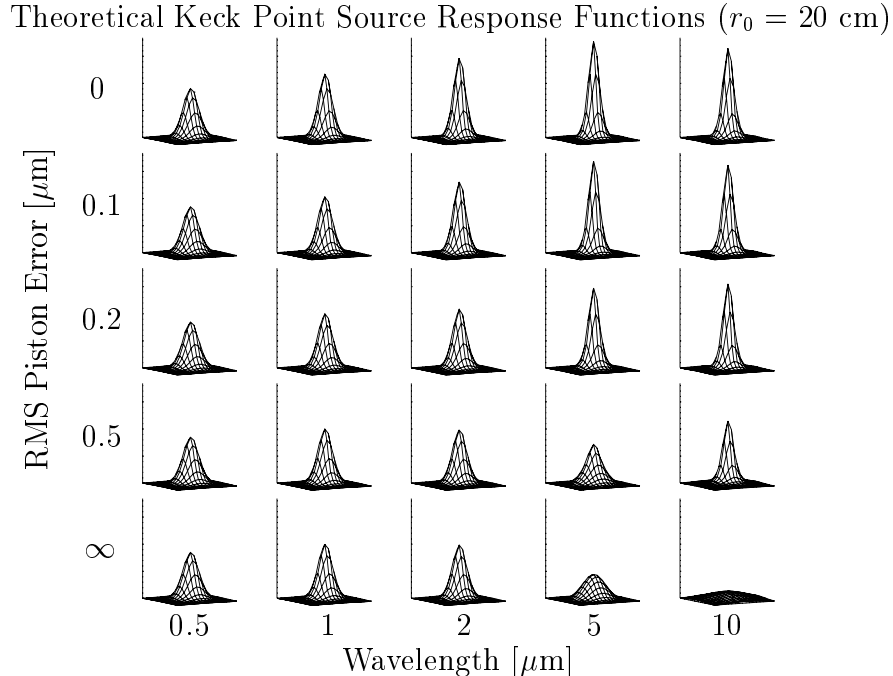 Theoretical Keck Point Source Response Functions (r₀ = 20 cm)
RMS Piston Error [μm]
0
0.1
0.2
0.5
∞
0.5 1 2 5 10
Wavelength [μm]